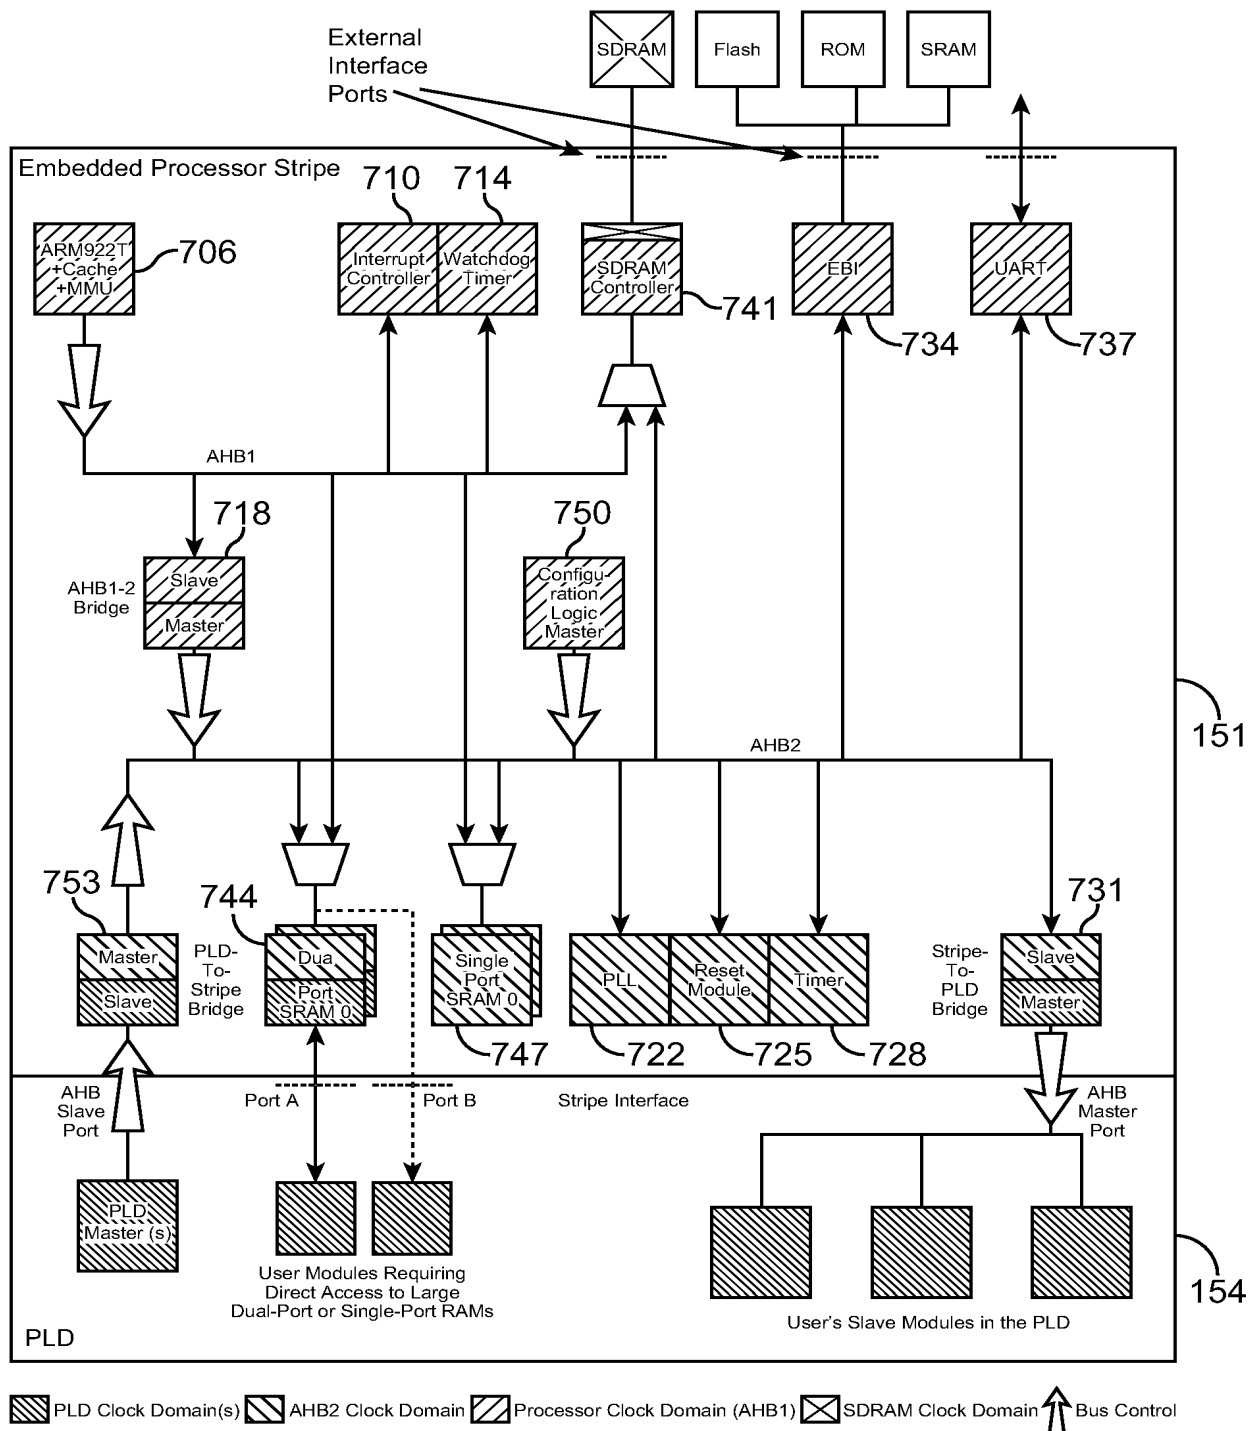 External
Interface
Ports
SDRAM
Flash
ROM
SRAM
Embedded Processor Stripe
710
714
ARM922T
+Cache
+MMU
706
Interrupt
Controller
Watchdog
Timer
SDRAM
Controller
741
EBI
734
UART
737
AHB1
718
750
AHB1-2
Bridge
Slave
Master
Configu-
ration
Logic
Master
151
AHB2
753
744
731
Master
Slave
PLD-
To-
Stripe
Bridge
Dua
Port
SRAM 0
Single
Port
SRAM 0
747
PLL
722
Reset
Module
725
Timer
728
Stripe-
To-
PLD
Bridge
Slave
Master
AHB
Slave
Port
Port A
Port B
Stripe Interface
AHB
Master
Port
PLD
Master (s)
User Modules Requiring
Direct Access to Large
Dual-Port or Single-Port RAMs
User's Slave Modules in the PLD
154
PLD
PLD Clock Domain(s)
AHB2 Clock Domain
Processor Clock Domain (AHB1)
SDRAM Clock Domain
Bus Control